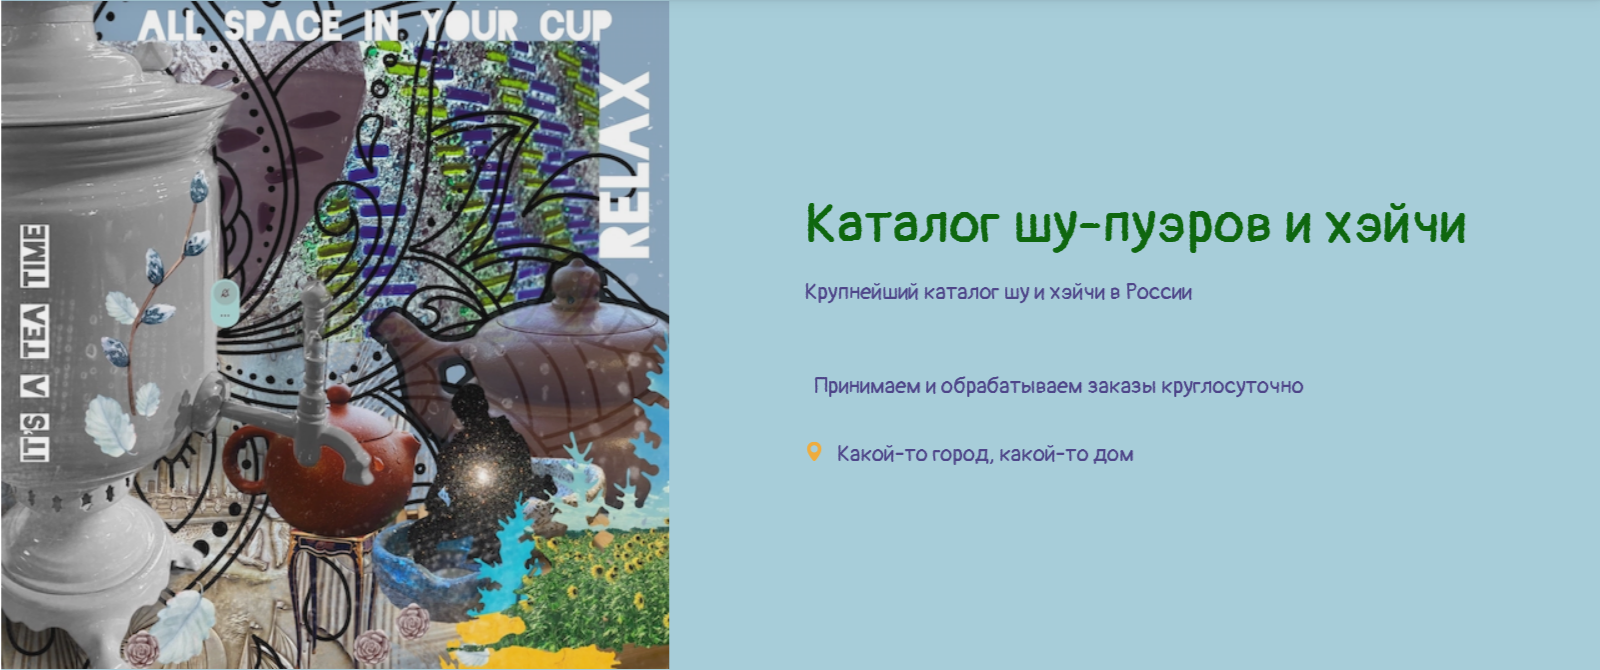 ALL SPACE IN YOUR CUP
RELAX
IT'S A TEA TIME
Каталог шу-пуэров и хэйчи
Крупнейший каталог шу и хэйчи в России
Принимаем и обрабатываем заказы круглосуточно
Какой-то город, какой-то дом